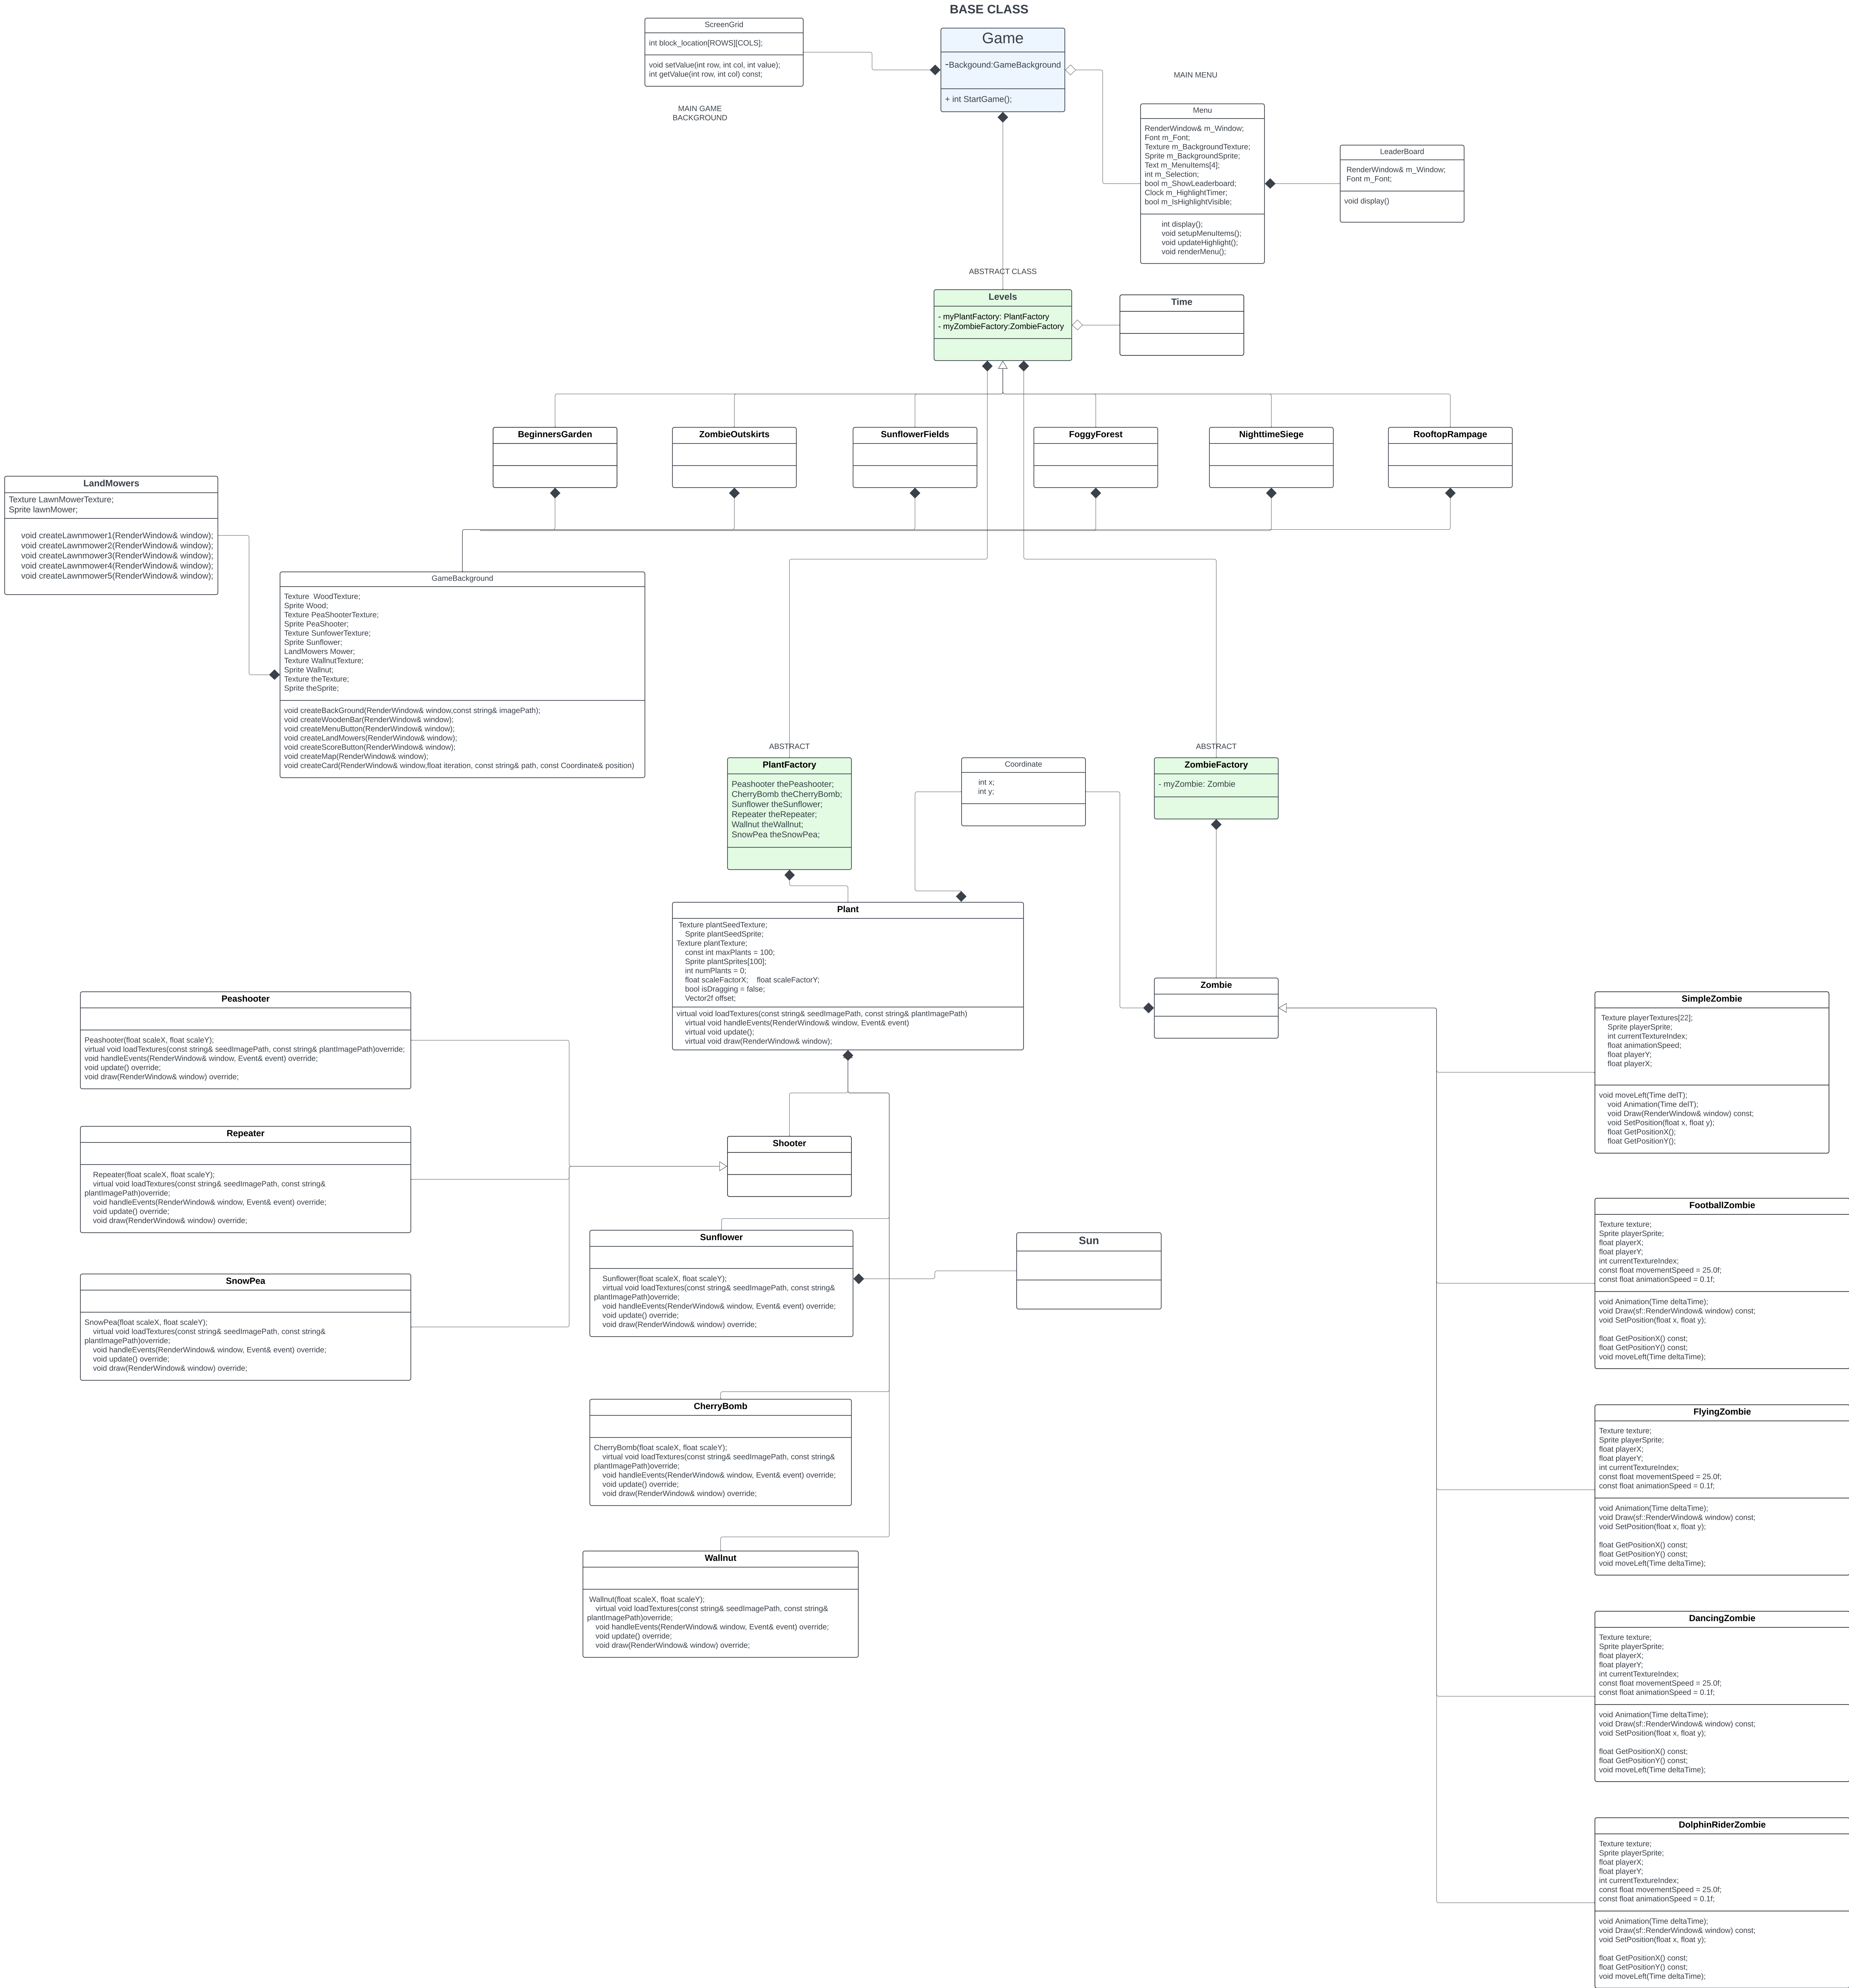 BASE CLASS
ScreenGrid
int block_location[ROWS][COLS];
void setValue(int row, int col, int value);
int getValue(int row, int col) const;
MAIN GAME
BACKGROUND
Game
-Backgound:GameBackground
+ int StartGame();
MAIN MENU
Menu
RenderWindow& m_Window;
Font m_Font;
Texture m_BackgroundTexture;
Sprite m_BackgroundSprite;
Text m_MenuItems[4];
int m_Selection;
bool m_ShowLeaderboard;
Clock m_HighlightTimer;
bool m_IsHighlightVisible;
int display();
void setupMenuItems();
void updateHighlight();
void renderMenu();
LeaderBoard
RenderWindow& m_Window;
Font m_Font;
void display()
ABSTRACT CLASS
Levels
- myPlantFactory: PlantFactory
- myZombieFactory:ZombieFactory
Time
BeginnersGarden
ZombieOutskirts
SunflowerFields
FoggyForest
NighttimeSiege
RooftopRampage
LandMowers
Texture LawnMowerTexture;
Sprite lawnMower;
void createLawnmower1(RenderWindow& window);
void createLawnmower2(RenderWindow& window);
void createLawnmower3(RenderWindow& window);
void createLawnmower4(RenderWindow& window);
void createLawnmower5(RenderWindow& window);
GameBackground
Texture  WoodTexture;
Sprite Wood;
Texture PeaShooterTexture;
Sprite PeaShooter;
Texture SunfowerTexture;
Sprite Sunflower;
LandMowers Mower;
Texture WallnutTexture;
Sprite Wallnut;
Texture theTexture;
Sprite theSprite;
void createBackGround(RenderWindow& window,const string& imagePath);
void createWoodenBar(RenderWindow& window);
void createMenuButton(RenderWindow& window);
void createLandMowers(RenderWindow& window);
void createScoreButton(RenderWindow& window);
void createMap(RenderWindow& window);
void createCard(RenderWindow& window,float iteration, const string& path, const Coordinate& position)
ABSTRACT
PlantFactory
Peashooter thePeashooter;
CherryBomb theCherryBomb;
Sunflower theSunflower;
Repeater theRepeater;
Wallnut theWallnut;
SnowPea theSnowPea;
Coordinate
int x;
int y;
ABSTRACT
ZombieFactory
- myZombie: Zombie
Plant
Texture plantSeedTexture;
Sprite plantSeedSprite;
Texture plantTexture;
const int maxPlants = 100;
Sprite plantSprites[100];
int numPlants = 0;
float scaleFactorX;    float scaleFactorY;
bool isDragging = false;
Vector2f offset;
virtual void loadTextures(const string& seedImagePath, const string& plantImagePath)
virtual void handleEvents(RenderWindow& window, Event& event)
virtual void update();
virtual void draw(RenderWindow& window);
Zombie
Peashooter
Peashooter(float scaleX, float scaleY);
virtual void loadTextures(const string& seedImagePath, const string& plantImagePath)override;
void handleEvents(RenderWindow& window, Event& event) override;
void update() override;
void draw(RenderWindow& window) override;
Repeater
Repeater(float scaleX, float scaleY);
virtual void loadTextures(const string& seedImagePath, const string&
plantImagePath)override;
void handleEvents(RenderWindow& window, Event& event) override;
void update() override;
void draw(RenderWindow& window) override;
SnowPea
SnowPea(float scaleX, float scaleY);
virtual void loadTextures(const string& seedImagePath, const string&
plantImagePath)override;
void handleEvents(RenderWindow& window, Event& event) override;
void update() override;
void draw(RenderWindow& window) override;
Shooter
Sunflower
Sunflower(float scaleX, float scaleY);
virtual void loadTextures(const string& seedImagePath, const string&
plantImagePath)override;
void handleEvents(RenderWindow& window, Event& event) override;
void update() override;
void draw(RenderWindow& window) override;
Sun
CherryBomb
CherryBomb(float scaleX, float scaleY);
virtual void loadTextures(const string& seedImagePath, const string&
plantImagePath)override;
void handleEvents(RenderWindow& window, Event& event) override;
void update() override;
void draw(RenderWindow& window) override;
Wallnut
Wallnut(float scaleX, float scaleY);
virtual void loadTextures(const string& seedImagePath, const string&
plantImagePath)override;
void handleEvents(RenderWindow& window, Event& event) override;
void update() override;
void draw(RenderWindow& window) override;
SimpleZombie
Texture playerTextures[22];
Sprite playerSprite;
int currentTextureIndex;
float animationSpeed;
float playerY;
float playerX;
void moveLeft(Time delT);
void Animation(Time delT);
void Draw(RenderWindow& window) const;
void SetPosition(float x, float y);
float GetPositionX();
float GetPositionY();
FootballZombie
Texture texture;
Sprite playerSprite;
float playerX;
float playerY;
int currentTextureIndex;
const float movementSpeed = 25.0f;
const float animationSpeed = 0.1f;
void Animation(Time deltaTime);
void Draw(sf::RenderWindow& window) const;
void SetPosition(float x, float y);
float GetPositionX() const;
float GetPositionY() const;
void moveLeft(Time deltaTime);
FlyingZombie
Texture texture;
Sprite playerSprite;
float playerX;
float playerY;
int currentTextureIndex;
const float movementSpeed = 25.0f;
const float animationSpeed = 0.1f;
void Animation(Time deltaTime);
void Draw(sf::RenderWindow& window) const;
void SetPosition(float x, float y);
float GetPositionX() const;
float GetPositionY() const;
void moveLeft(Time deltaTime);
DancingZombie
Texture texture;
Sprite playerSprite;
float playerX;
float playerY;
int currentTextureIndex;
const float movementSpeed = 25.0f;
const float animationSpeed = 0.1f;
void Animation(Time deltaTime);
void Draw(sf::RenderWindow& window) const;
void SetPosition(float x, float y);
float GetPositionX() const;
float GetPositionY() const;
void moveLeft(Time deltaTime);
DolphinRiderZombie
Texture texture;
Sprite playerSprite;
float playerX;
float playerY;
int currentTextureIndex;
const float movementSpeed = 25.0f;
const float animationSpeed = 0.1f;
void Animation(Time deltaTime);
void Draw(sf::RenderWindow& window) const;
void SetPosition(float x, float y);
float GetPositionX() const;
float GetPositionY() const;
void moveLeft(Time deltaTime);